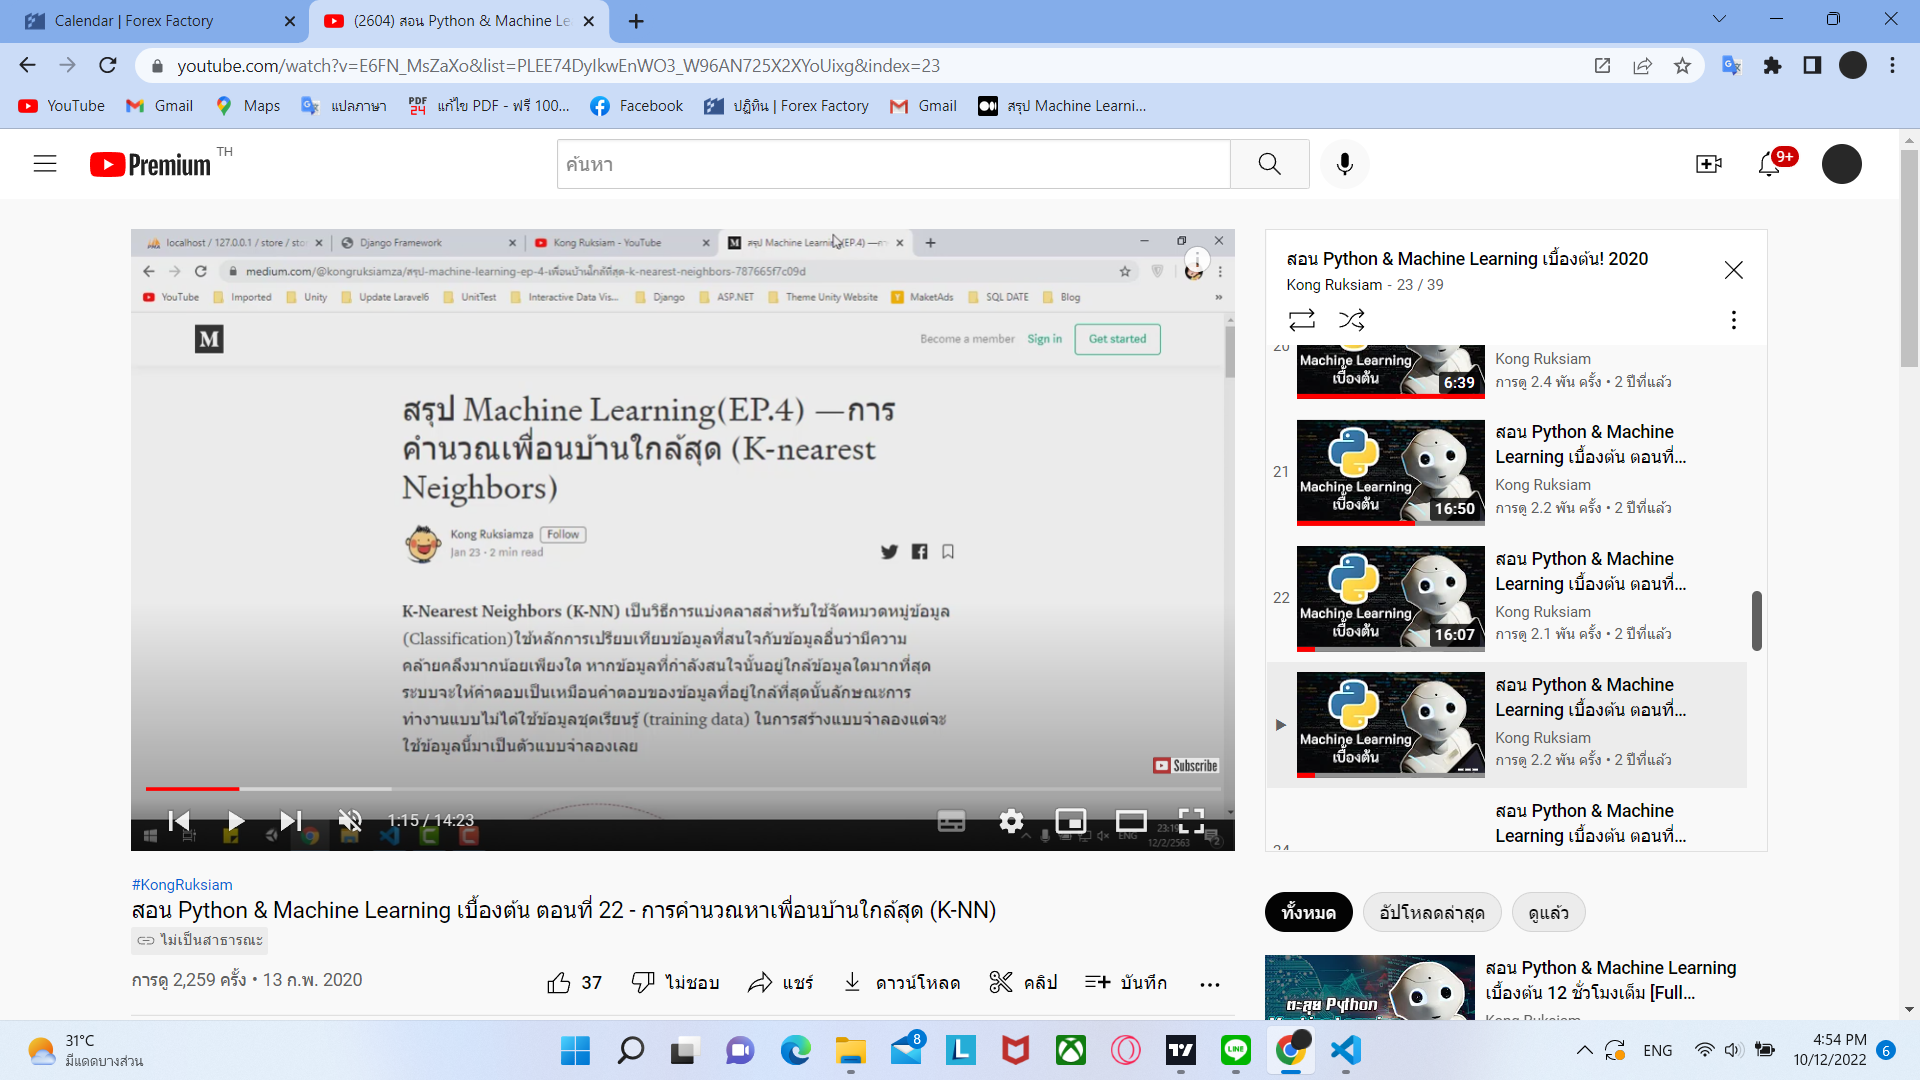 Calendar | Forex Factory
(2604) สอน Python & Machine Le
youtube.com/watch?v=E6FN_MsZaXo&list=PLEE74DyIkwEnWO3_W96AN725X2XYoUixg&index=23
YouTube
Gmail
Maps
แปลภาษา
PDF 24
แก้ไข PDF - ฟรี 100...
Facebook
ปฏิทิน | Forex Factory
Gmail
สรุป Machine Learni...
Premium TH
ค้นหา
9+
localhost / 127.0.0.1 / store / sto
Django Framework
Kong Ruksiam - YouTube
สรุป Machine Learning(EP.4) —การ
medium.com/@kongruksiamza/สรุป-machine-learning-ep-4-เพื่อนบ้านใกล้ที่สุด-k-nearest-neighbors-787665f7c09d
YouTube
Imported
Unity
Update Laravel6
UnitTest
Interactive Data Vis...
Django
ASP.NET
Theme Unity Website
MaketAds
SQL DATE
Blog
»
M
Become a member
Sign in
Get started
สรุป Machine Learning(EP.4) —การ
คำนวณเพื่อนบ้านใกล้สุด (K-nearest
Neighbors)
Kong Ruksiamza
Follow
Jan 23 · 2 min read
K-Nearest Neighbors (K-NN) เป็นวิธีการแบ่งคลาสสำหรับใช้จัดหมวดหมู่ข้อมูล
(Classification)ใช้หลักการเปรียบเทียบข้อมูลที่สนใจกับข้อมูลอื่นว่ามีความ
คล้ายคลึงมากน้อยเพียงใด หากข้อมูลที่กำลังสนใจนั้นอยู่ใกล้ข้อมูลใดมากที่สุด
ระบบจะให้คำตอบเป็นเหมือนคำตอบของข้อมูลที่อยู่ใกล้ที่สุดนั้นลักษณะการ
ทำงานแบบไม่ได้ใช้ข้อมูลชุดเรียนรู้ (training data) ในการสร้างแบบจำลองแต่จะ
ใช้ข้อมูลนี้มาเป็นตัวแบบจำลองเลย
Subscribe
1:15 / 14:23
ENG
23:19
12/2/2563
2
#KongRuksiam
สอน Python & Machine Learning เบื้องต้น ตอนที่ 22 - การคำนวณหาเพื่อนบ้านใกล้สุด (K-NN)
ไม่เป็นสาธารณะ
การดู 2,259 ครั้ง • 13 ก.พ. 2020
37
ไม่ชอบ
แชร์
ดาวน์โหลด
คลิป
บันทึก
สอน Python & Machine Learning เบื้องต้น! 2020
Kong Ruksiam - 23 / 39
20
Machine Learning
เบื้องต้น
6:39
Kong Ruksiam
การดู 2.4 พัน ครั้ง • 2 ปีที่แล้ว
21
Machine Learning
เบื้องต้น
16:50
สอน Python & Machine
Learning เบื้องต้น ตอนที่...
Kong Ruksiam
การดู 2.2 พัน ครั้ง • 2 ปีที่แล้ว
22
Machine Learning
เบื้องต้น
16:07
สอน Python & Machine
Learning เบื้องต้น ตอนที่...
Kong Ruksiam
การดู 2.1 พัน ครั้ง • 2 ปีที่แล้ว
Machine Learning
เบื้องต้น
สอน Python & Machine
Learning เบื้องต้น ตอนที่...
Kong Ruksiam
การดู 2.2 พัน ครั้ง • 2 ปีที่แล้ว
สอน Python & Machine
Learning เบื้องต้น ตอนที่...
24
ทั้งหมด
อัปโหลดล่าสุด
ดูแล้ว
ตะลุย Python
สอน Python & Machine Learning
เบื้องต้น 12 ชั่วโมงเต็ม [Full...
Kong Ruksiam
31°C
มีแดดบางส่วน
8
L
LINE
ENG
4:54 PM
10/12/2022
6